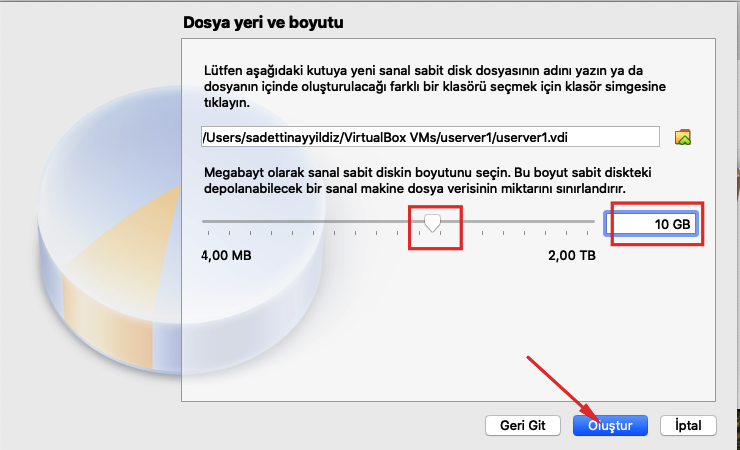 Dosya yeri ve boyutu
Lütfen aşağıdaki kutuya yeni sanal sabit disk dosyasının adını yazın ya da
dosyanın içinde oluşturulacağı farklı bir klasörü seçmek için klasör simgesine
tıklayın.
/Users/sadettinayyildiz/VirtualBox VMs/userver1/userver1.vdi
Megabayt olarak sanal sabit diskin boyutunu seçin. Bu boyut sabit diskteki
depolanabilecek bir sanal makine dosya verisinin miktarını sınırlandırır.
10 GB
4,00 MB
2,00 TB
Geri Git
Oluştur
İptal